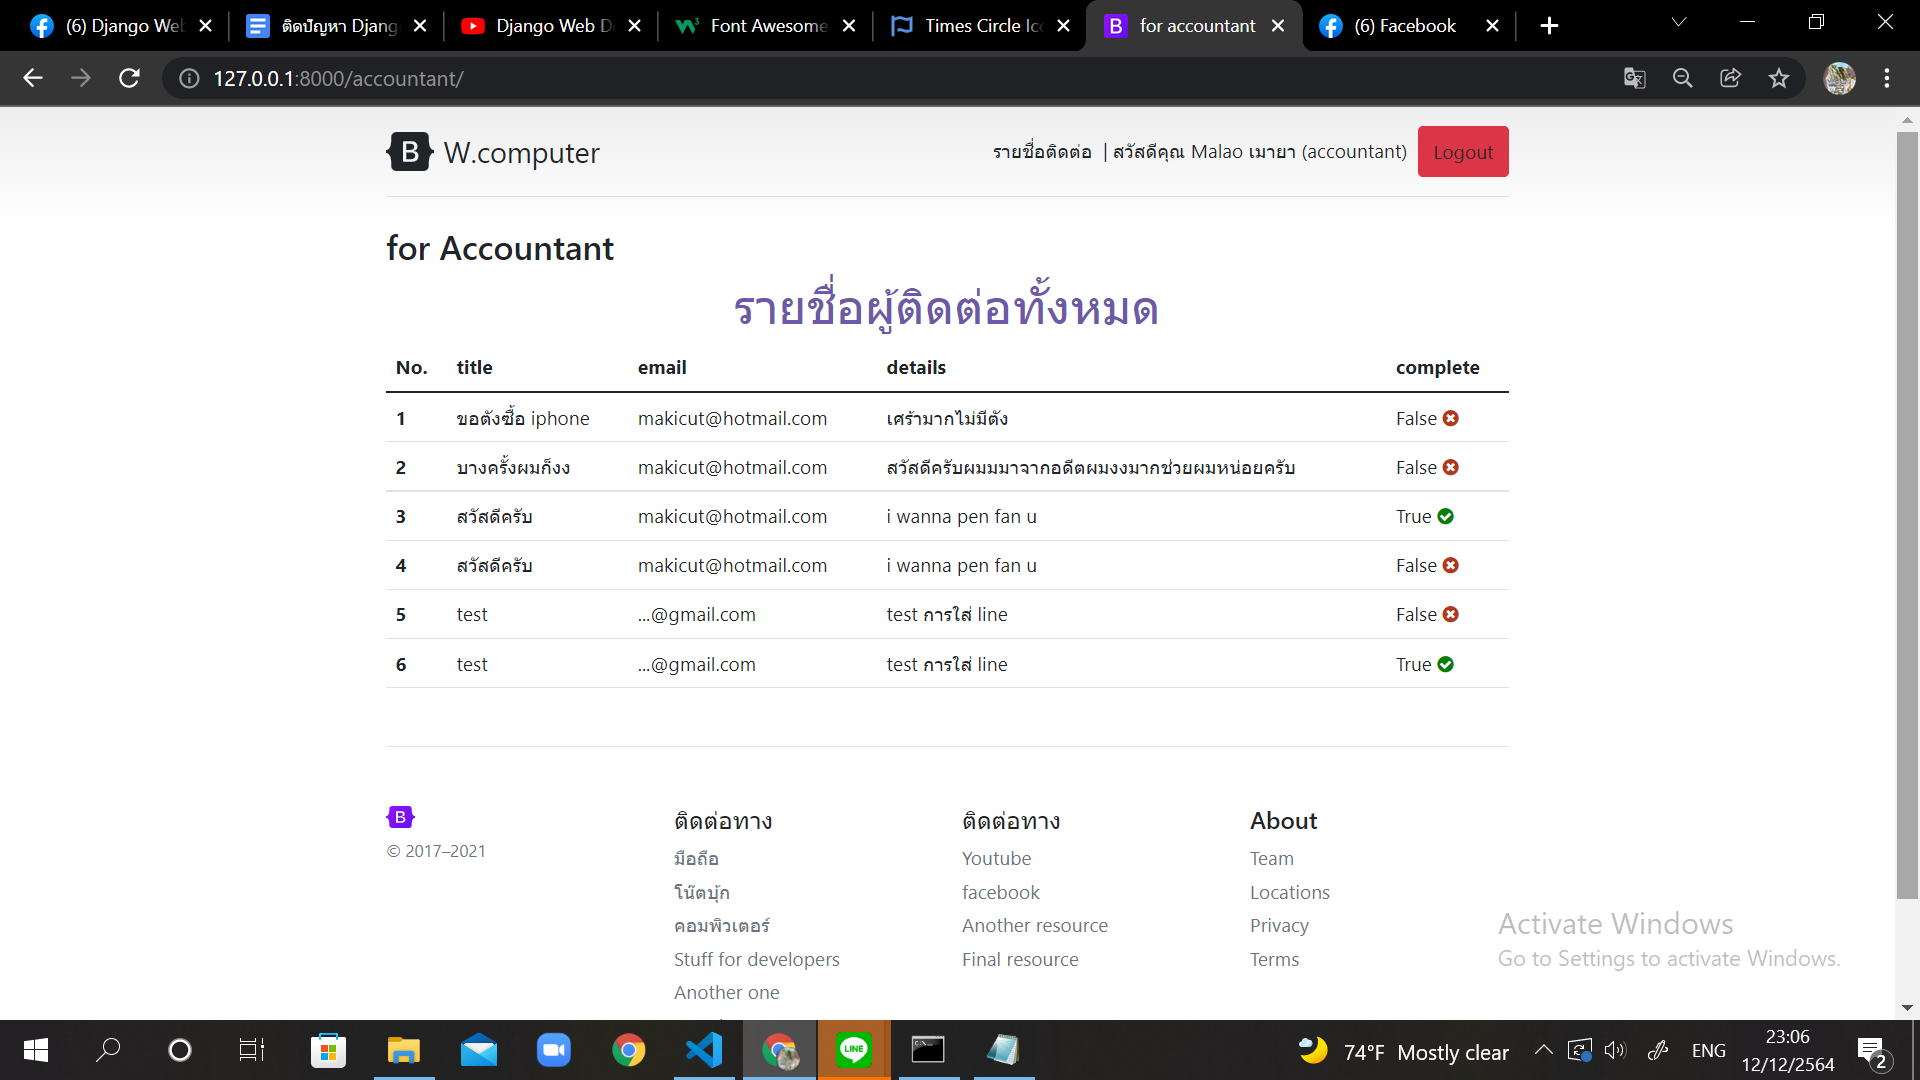 (6) Django Web
ติดปัญหา Djang
Django Web D
Font Awesome
Times Circle Ic
for accountant
(6) Facebook
127.0.0.1:8000/accountant/
B W.computer
รายชื่อติดต่อ | สวัสดีคุณ Malao เมายา (accountant)
Logout
for Accountant
รายชื่อผู้ติดต่อทั้งหมด
No. title email details complete
1 ขอตังซื้อ iphone makicut@hotmail.com เศร้ามากไม่มีตัง False
2 บางครั้งผมก็งง makicut@hotmail.com สวัสดีครับผมมมาจากอดีตผมงงมากช่วยผมหน่อยครับ False
3 สวัสดีครับ makicut@hotmail.com i wanna pen fan u True
4 สวัสดีครับ makicut@hotmail.com i wanna pen fan u False
5 test ...@gmail.com test การใส่ line False
6 test ...@gmail.com test การใส่ line True
B
© 2017–2021
ติดต่อทาง
มือถือ
โน๊ตบุ้ก
คอมพิวเตอร์
Stuff for developers
Another one
ติดต่อทาง
Youtube
facebook
Another resource
Final resource
About
Team
Locations
Privacy
Terms
Activate Windows
Go to Settings to activate Windows.
LINE
74°F Mostly clear
ENG
23:06
12/12/2564
2